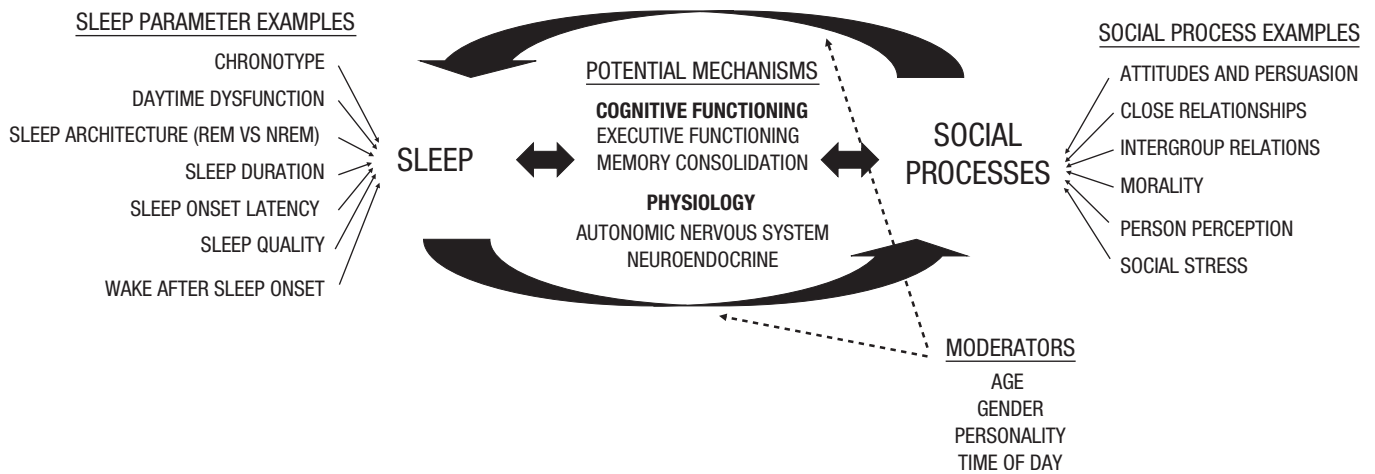 SLEEP PARAMETER EXAMPLES
CHRONOTYPE
DAYTIME DYSFUNCTION
SLEEP ARCHITECTURE (REM VS NREM)
SLEEP DURATION
SLEEP ONSET LATENCY
SLEEP QUALITY
WAKE AFTER SLEEP ONSET
SLEEP
POTENTIAL MECHANISMS
COGNITIVE FUNCTIONING
EXECUTIVE FUNCTIONING
MEMORY CONSOLIDATION
PHYSIOLOGY
AUTONOMIC NERVOUS SYSTEM
NEUROENDOCRINE
SOCIAL
PROCESSES
SOCIAL PROCESS EXAMPLES
ATTITUDES AND PERSUASION
CLOSE RELATIONSHIPS
INTERGROUP RELATIONS
MORALITY
PERSON PERCEPTION
SOCIAL STRESS
MODERATORS
AGE
GENDER
PERSONALITY
TIME OF DAY